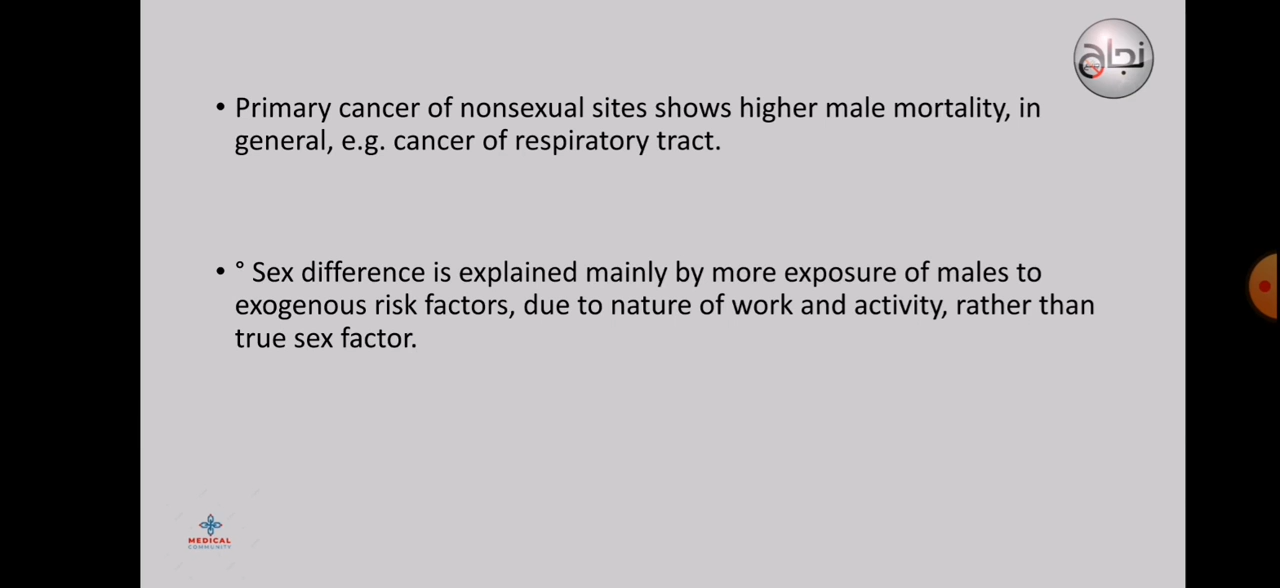 نجاح
• Primary cancer of nonsexual sites shows higher male mortality, in
general, e.g. cancer of respiratory tract.
• ° Sex difference is explained mainly by more exposure of males to
exogenous risk factors, due to nature of work and activity, rather than
true sex factor.
MEDICAL
COMMUNITY